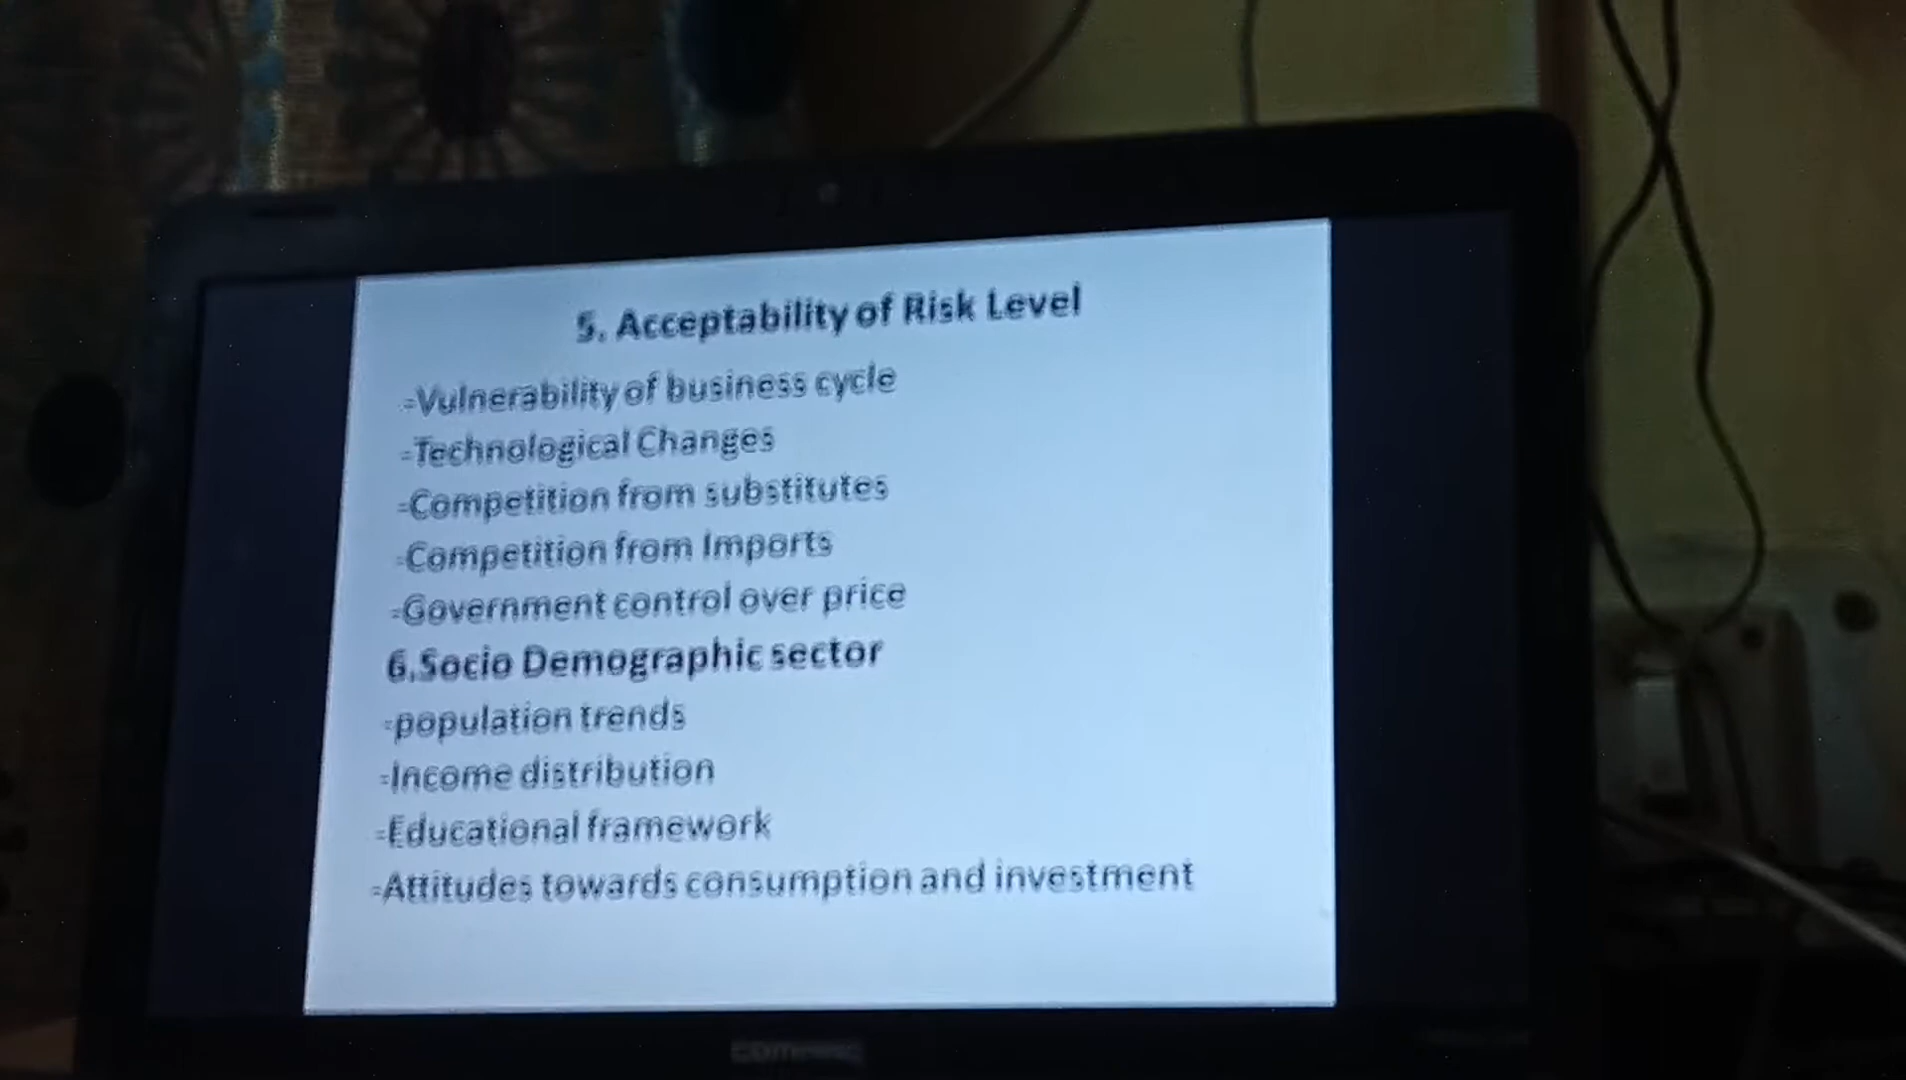 5. Acceptability of Risk Level
-Vulnerability of business cycle
-Technological Changes
-Competition from substitutes
-Competition from Imports
-Government control over price
6.Socio Demographic sector
-population trends
-Income distribution
-Educational framework
-Attitudes towards consumption and investment